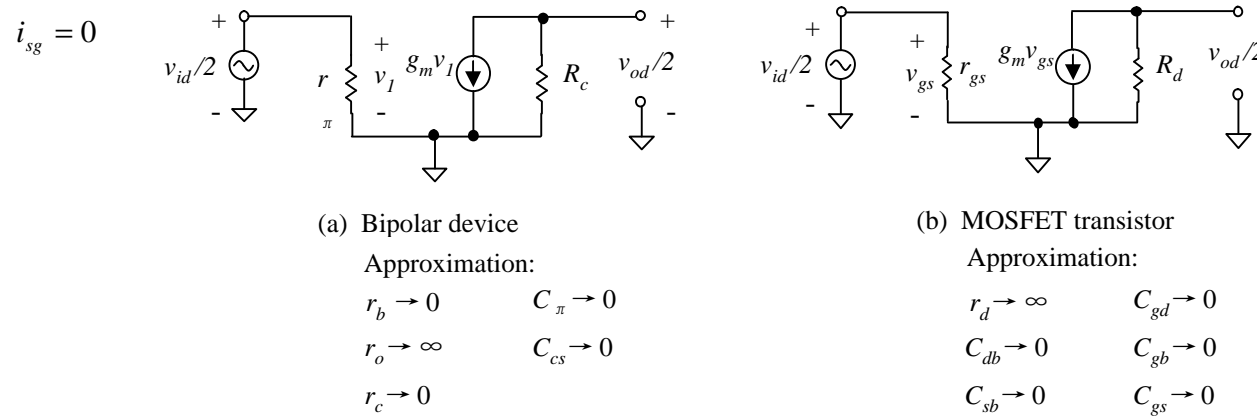 i_sg = 0
+ v_id/2 -
r_π
+ v_1 -
g_m v_1
R_c
+ v_od/2 -
(a) Bipolar device
Approximation:
r_b → 0 C_π → 0
r_o → ∞ C_cs → 0
r_c → 0
+ v_id/2 -
+ v_gs -
r_gs
g_m v_gs
R_d
v_od/2
(b) MOSFET transistor
Approximation:
r_d → ∞ C_gd → 0
C_db → 0 C_gb → 0
C_sb → 0 C_gs → 0